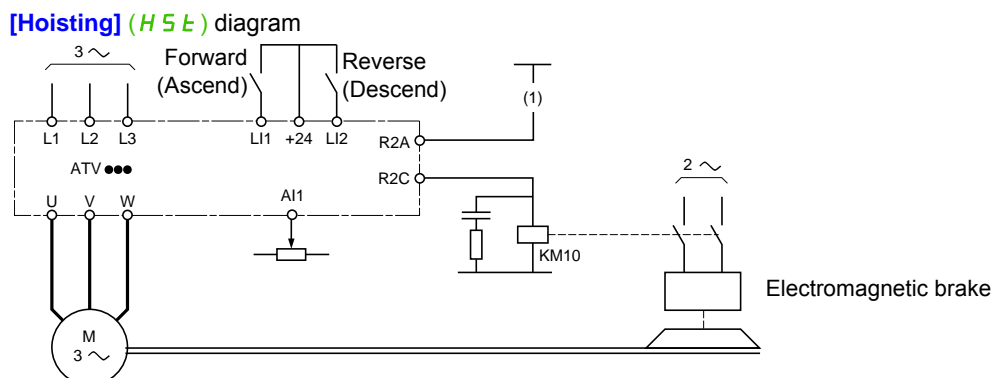 [Hoisting] (HSt) diagram
3 ~
Forward
(Ascend)
Reverse
(Descend)
(1)
L1 L2 L3 LI1 +24 LI2
R2A
ATV●●●
R2C
2 ~
U V W AI1
KM10
Electromagnetic brake
M
3 ~